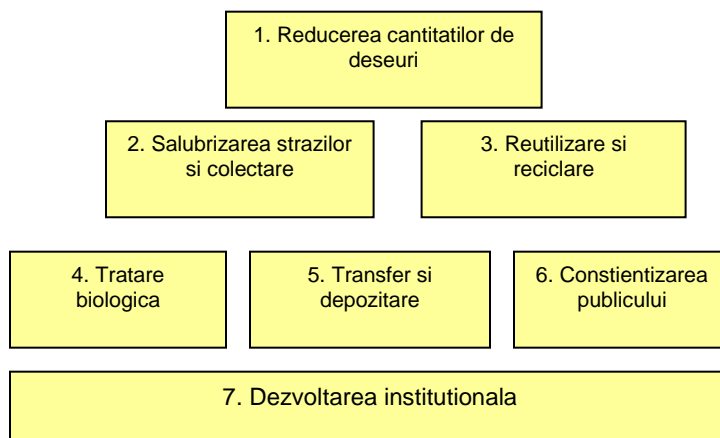 1. Reducerea cantitatilor de
deseuri
2. Salubrizarea strazilor
si colectare
3. Reutilizare si
reciclare
4. Tratare
biologica
5. Transfer si
depozitare
6. Constientizarea
publicului
7. Dezvoltarea institutionala